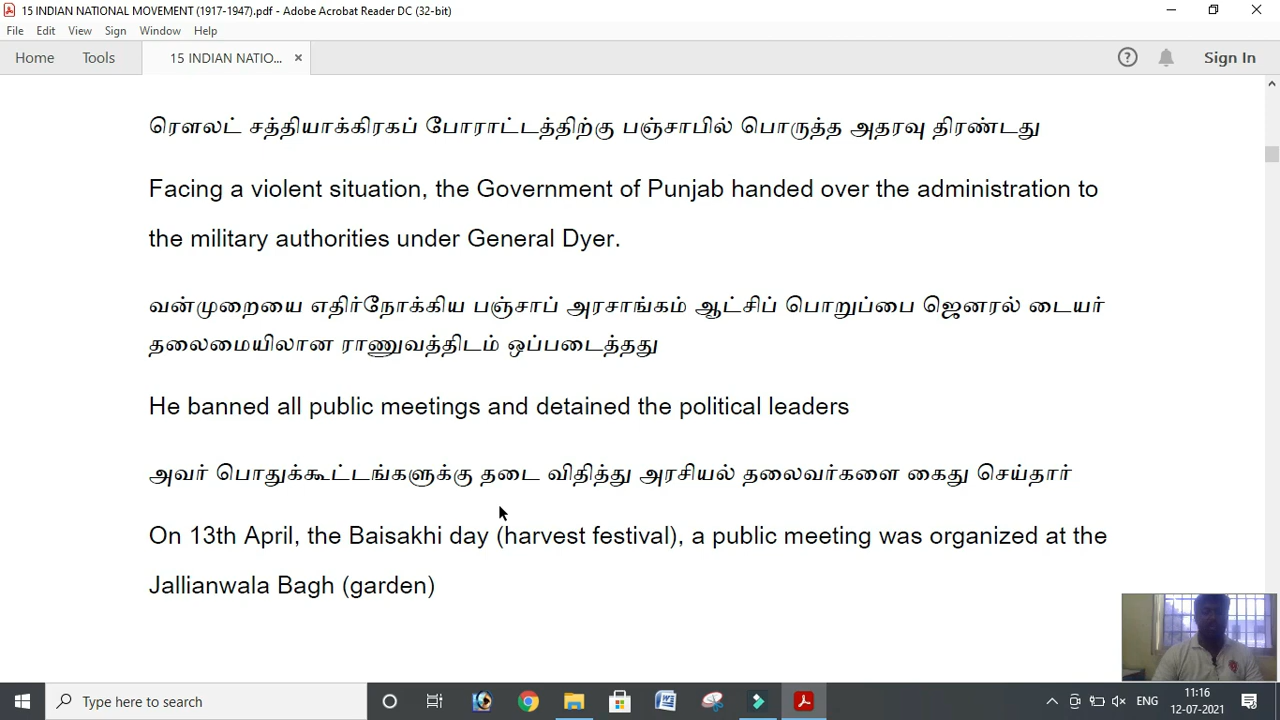 15 INDIAN NATIONAL MOVEMENT (1917-1947).pdf - Adobe Acrobat Reader DC (32-bit)
File Edit View Sign Window Help
Home Tools 15 INDIAN NATIO... × Sign In
ரௌலட் சத்தியாக்கிரகப் போராட்டத்திற்கு பஞ்சாபில் பொருத்த அதரவு திரண்டது
Facing a violent situation, the Government of Punjab handed over the administration to
the military authorities under General Dyer.
வன்முறையை எதிர்நோக்கிய பஞ்சாப் அரசாங்கம் ஆட்சிப் பொறுப்பை ஜெனரல் டையர்
தலைமையிலான ராணுவத்திடம் ஒப்படைத்தது
He banned all public meetings and detained the political leaders
அவர் பொதுக்கூட்டங்களுக்கு தடை விதித்து அரசியல் தலைவர்களை கைது செய்தார்
On 13th April, the Baisakhi day (harvest festival), a public meeting was organized at the
Jallianwala Bagh (garden)
Type here to search
ENG 11:16
12-07-2021